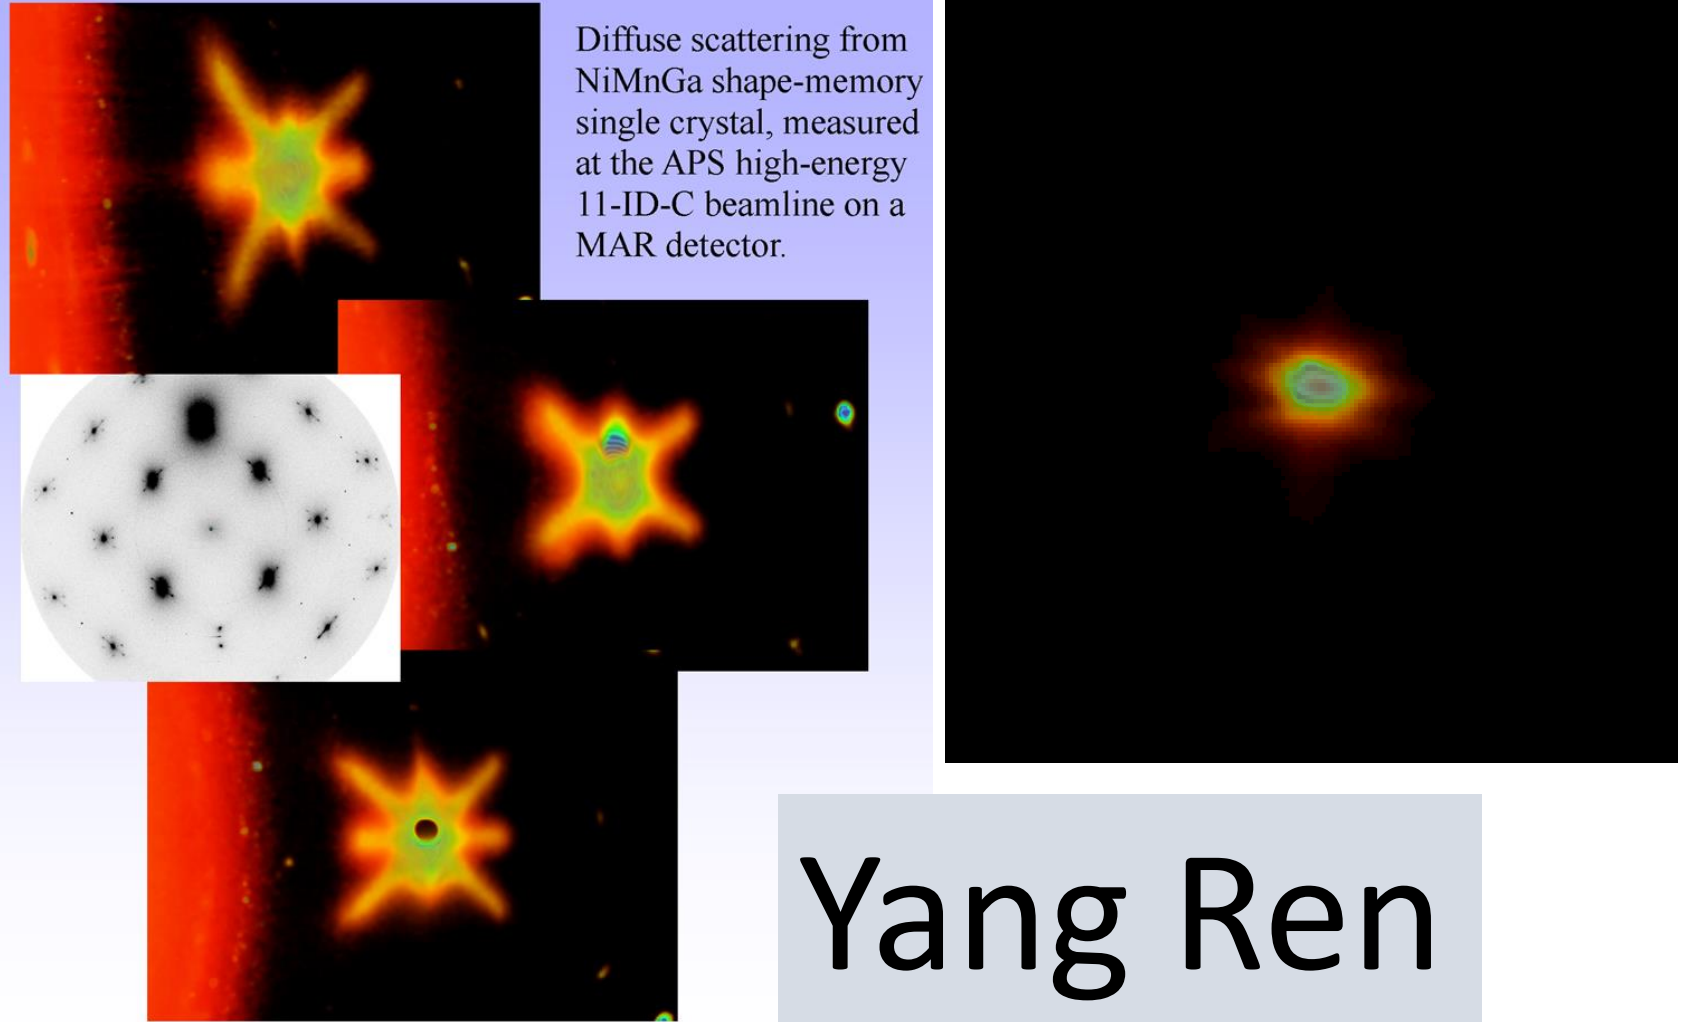 Diffuse scattering from
NiMnGa shape-memory
single crystal, measured
at the APS high-energy
11-ID-C beamline on a
MAR detector.
Yang Ren